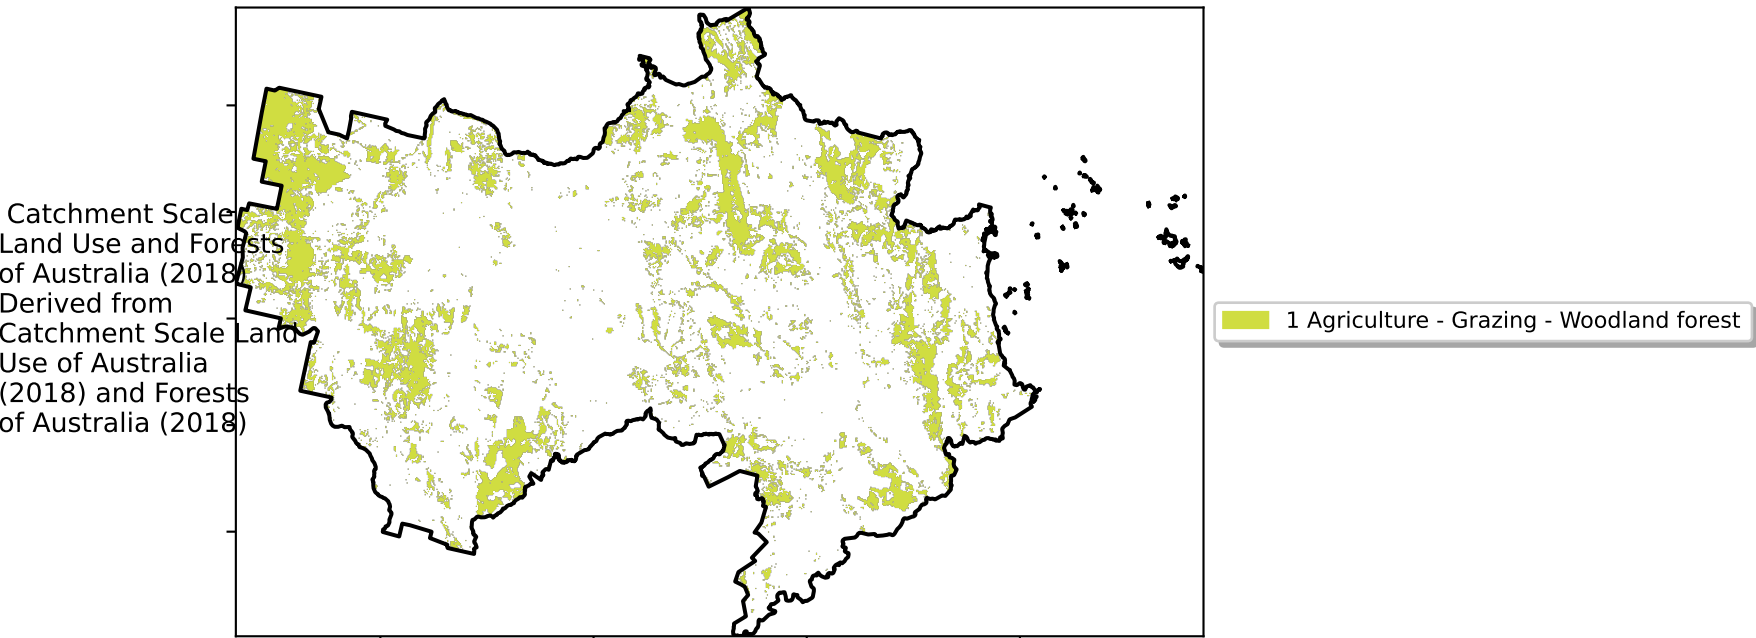 Catchment Scale
Land Use and Forests
of Australia (2018)
Derived from
Catchment Scale Land
Use of Australia
(2018) and Forests
of Australia (2018)
1 Agriculture - Grazing - Woodland forest